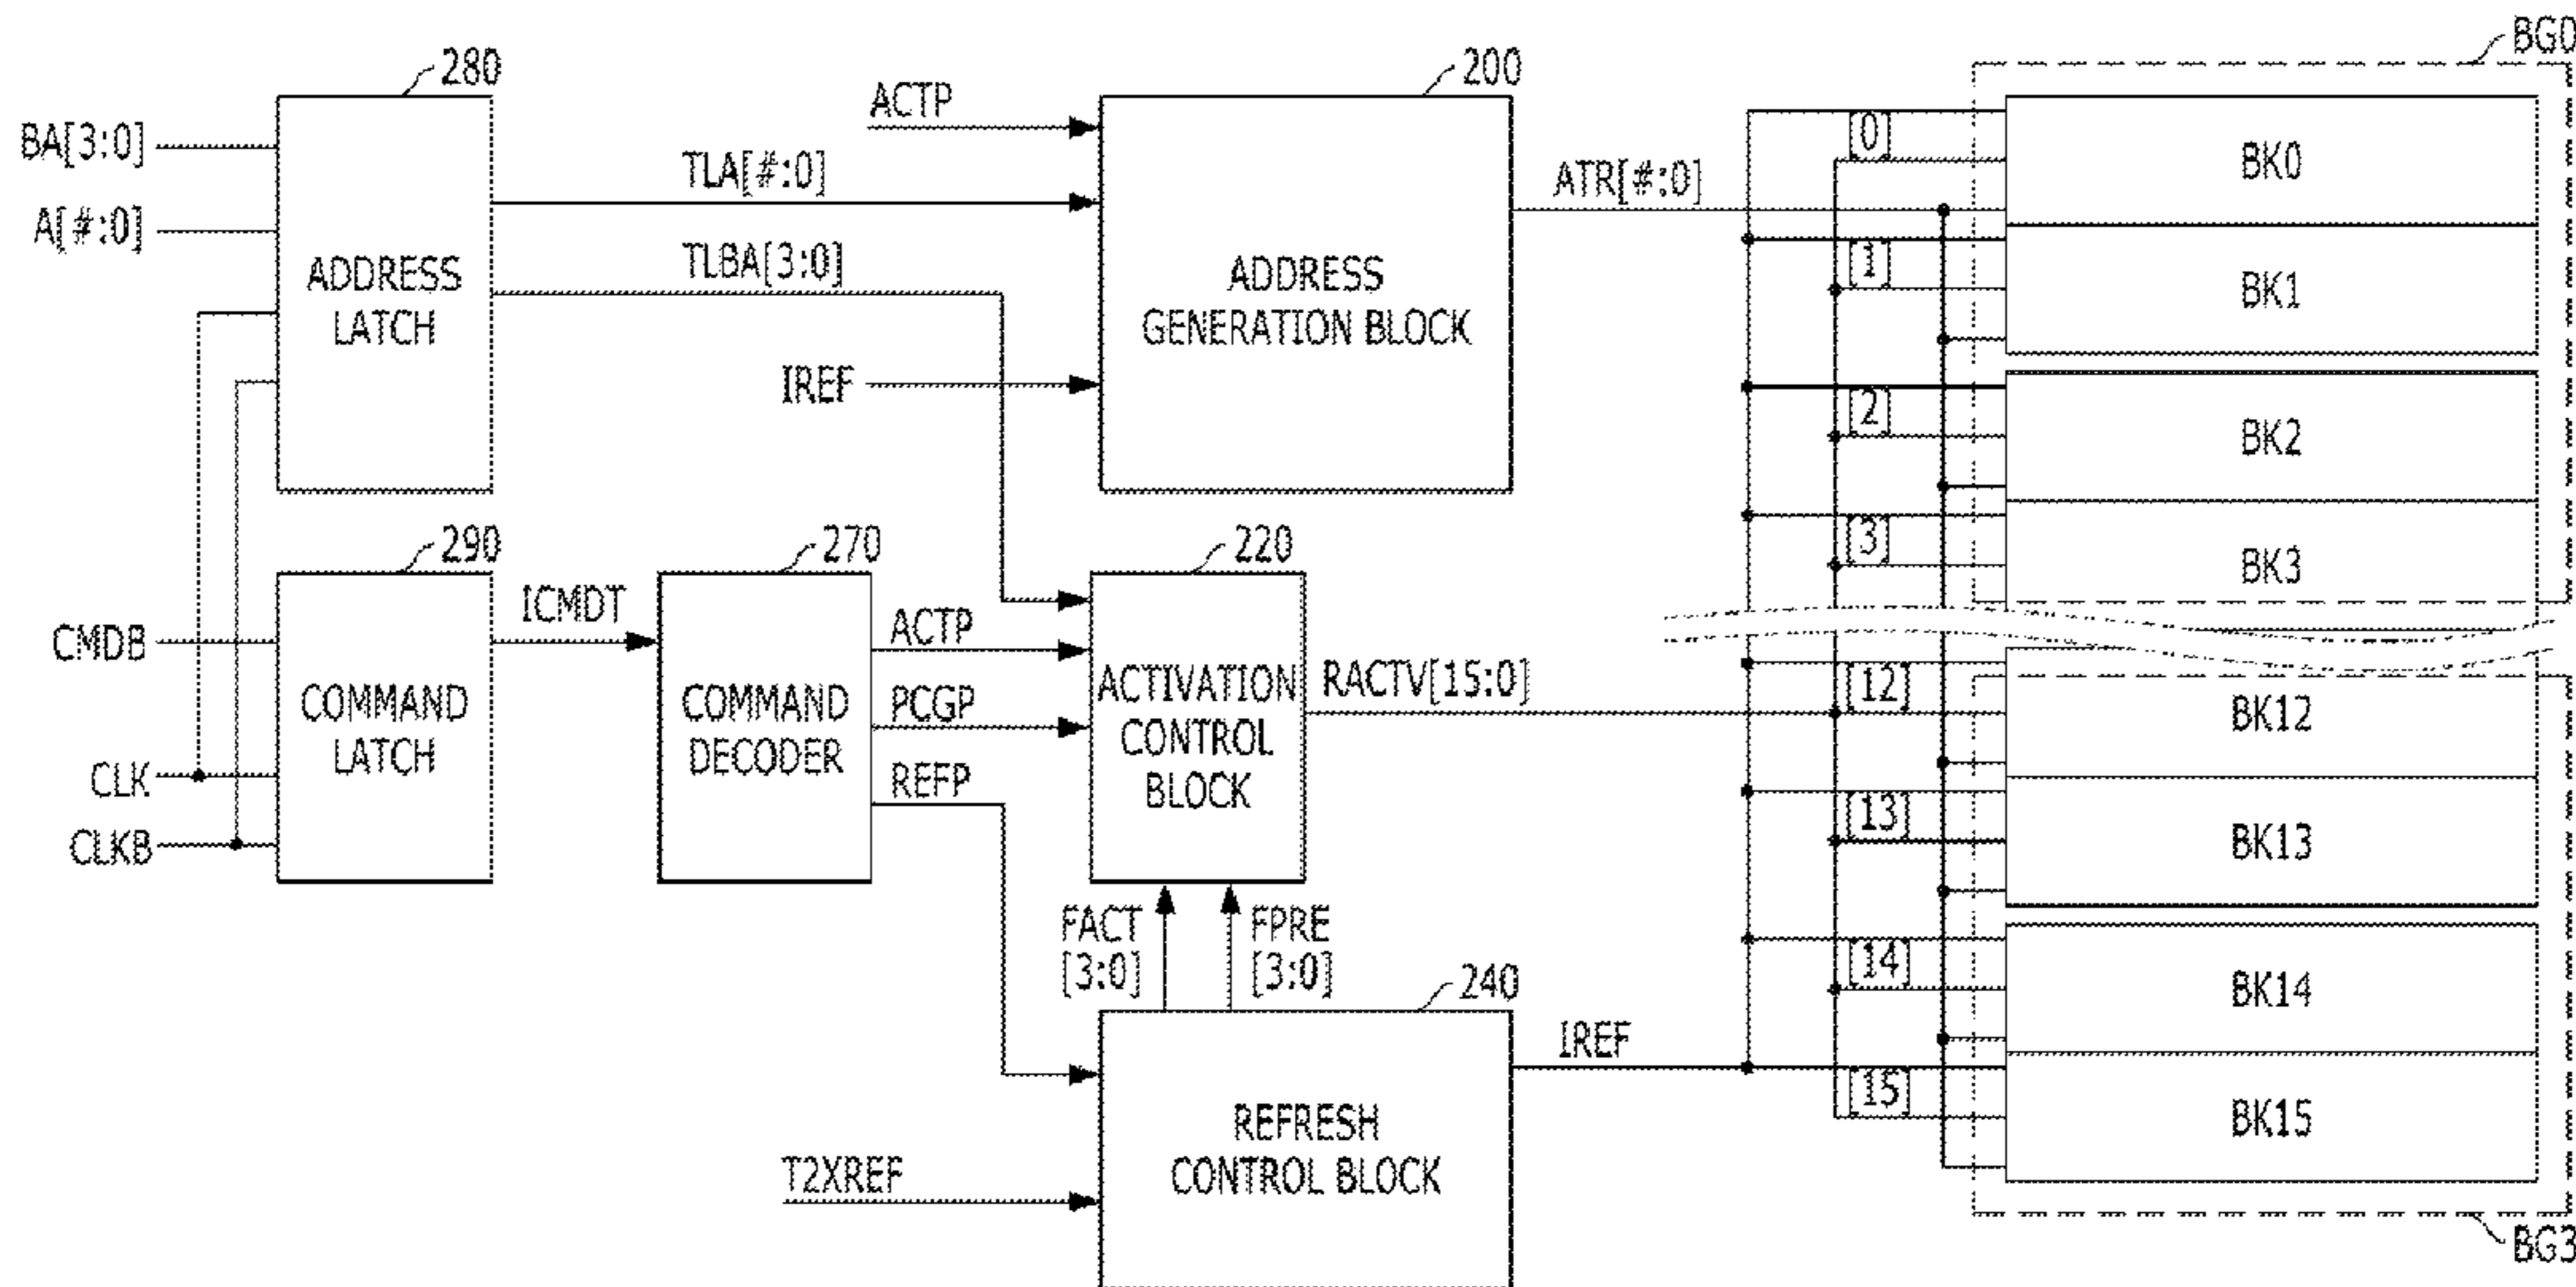 BG0
280
200
ACTP
BA[3:0]
[0]
BK0
TLA[#:0]
ATR[#:0]
A[#:0]
TLBA[3:0]
[1]
ADDRESS
LATCH
ADDRESS
GENERATION BLOCK
BK1
IREF
[2]
BK2
290
270
220
[3]
BK3
ICMDT
CMDB
ACTP
COMMAND
LATCH
COMMAND
DECODER
PCGP
ACTIVATION
CONTROL
BLOCK
RACTV[15:0]
[12]
BK12
CLK
REFP
[13]
BK13
CLKB
FACT
[3:0]
FPRE
[3:0]
[14]
BK14
240
IREF
[15]
BK15
REFRESH
CONTROL BLOCK
T2XREF
BG3